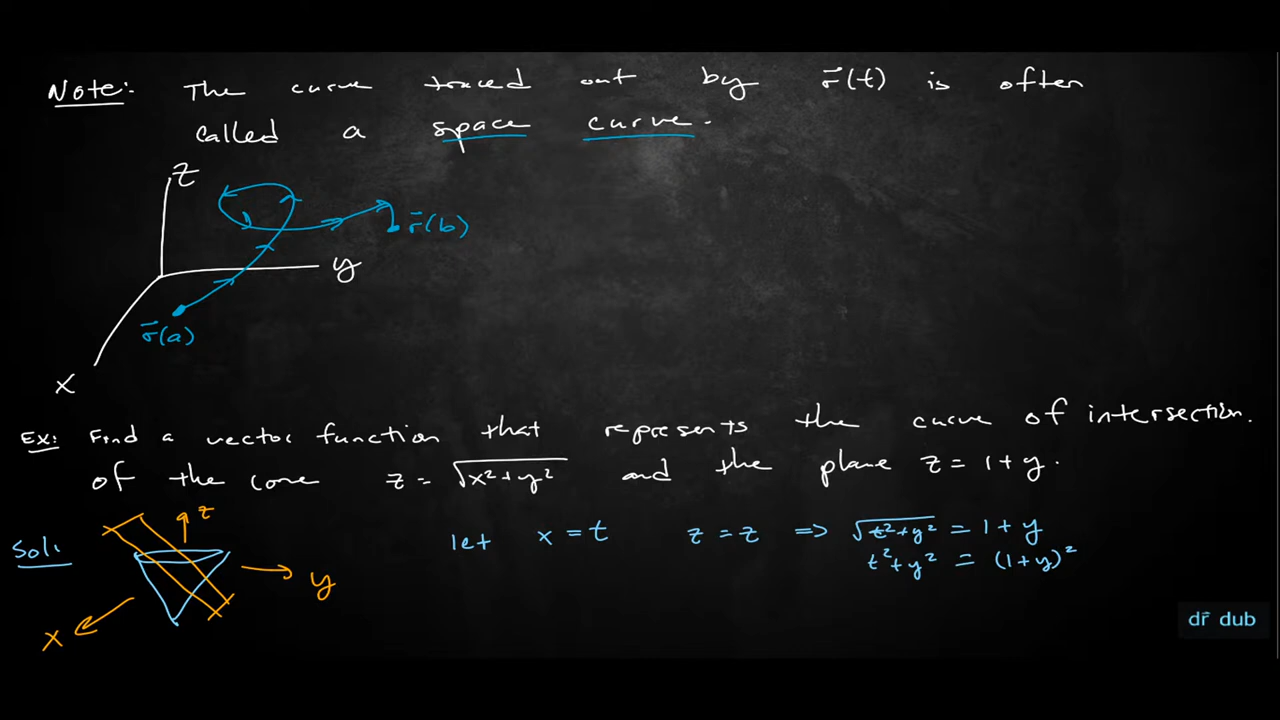 Note: The curve traced out by r⃗(t) is often
called a space curve.
z
r⃗(b)
y
r⃗(a)
x
Ex: Find a vector function that represents the curve of intersection.
of the cone z = √(x²+y²) and the plane z = 1+y.
Sol:
z
y
x
let x = t z = z ⟹ √(t²+y²) = 1+y
t²+y² = (1+y)²
dr⃗ dub